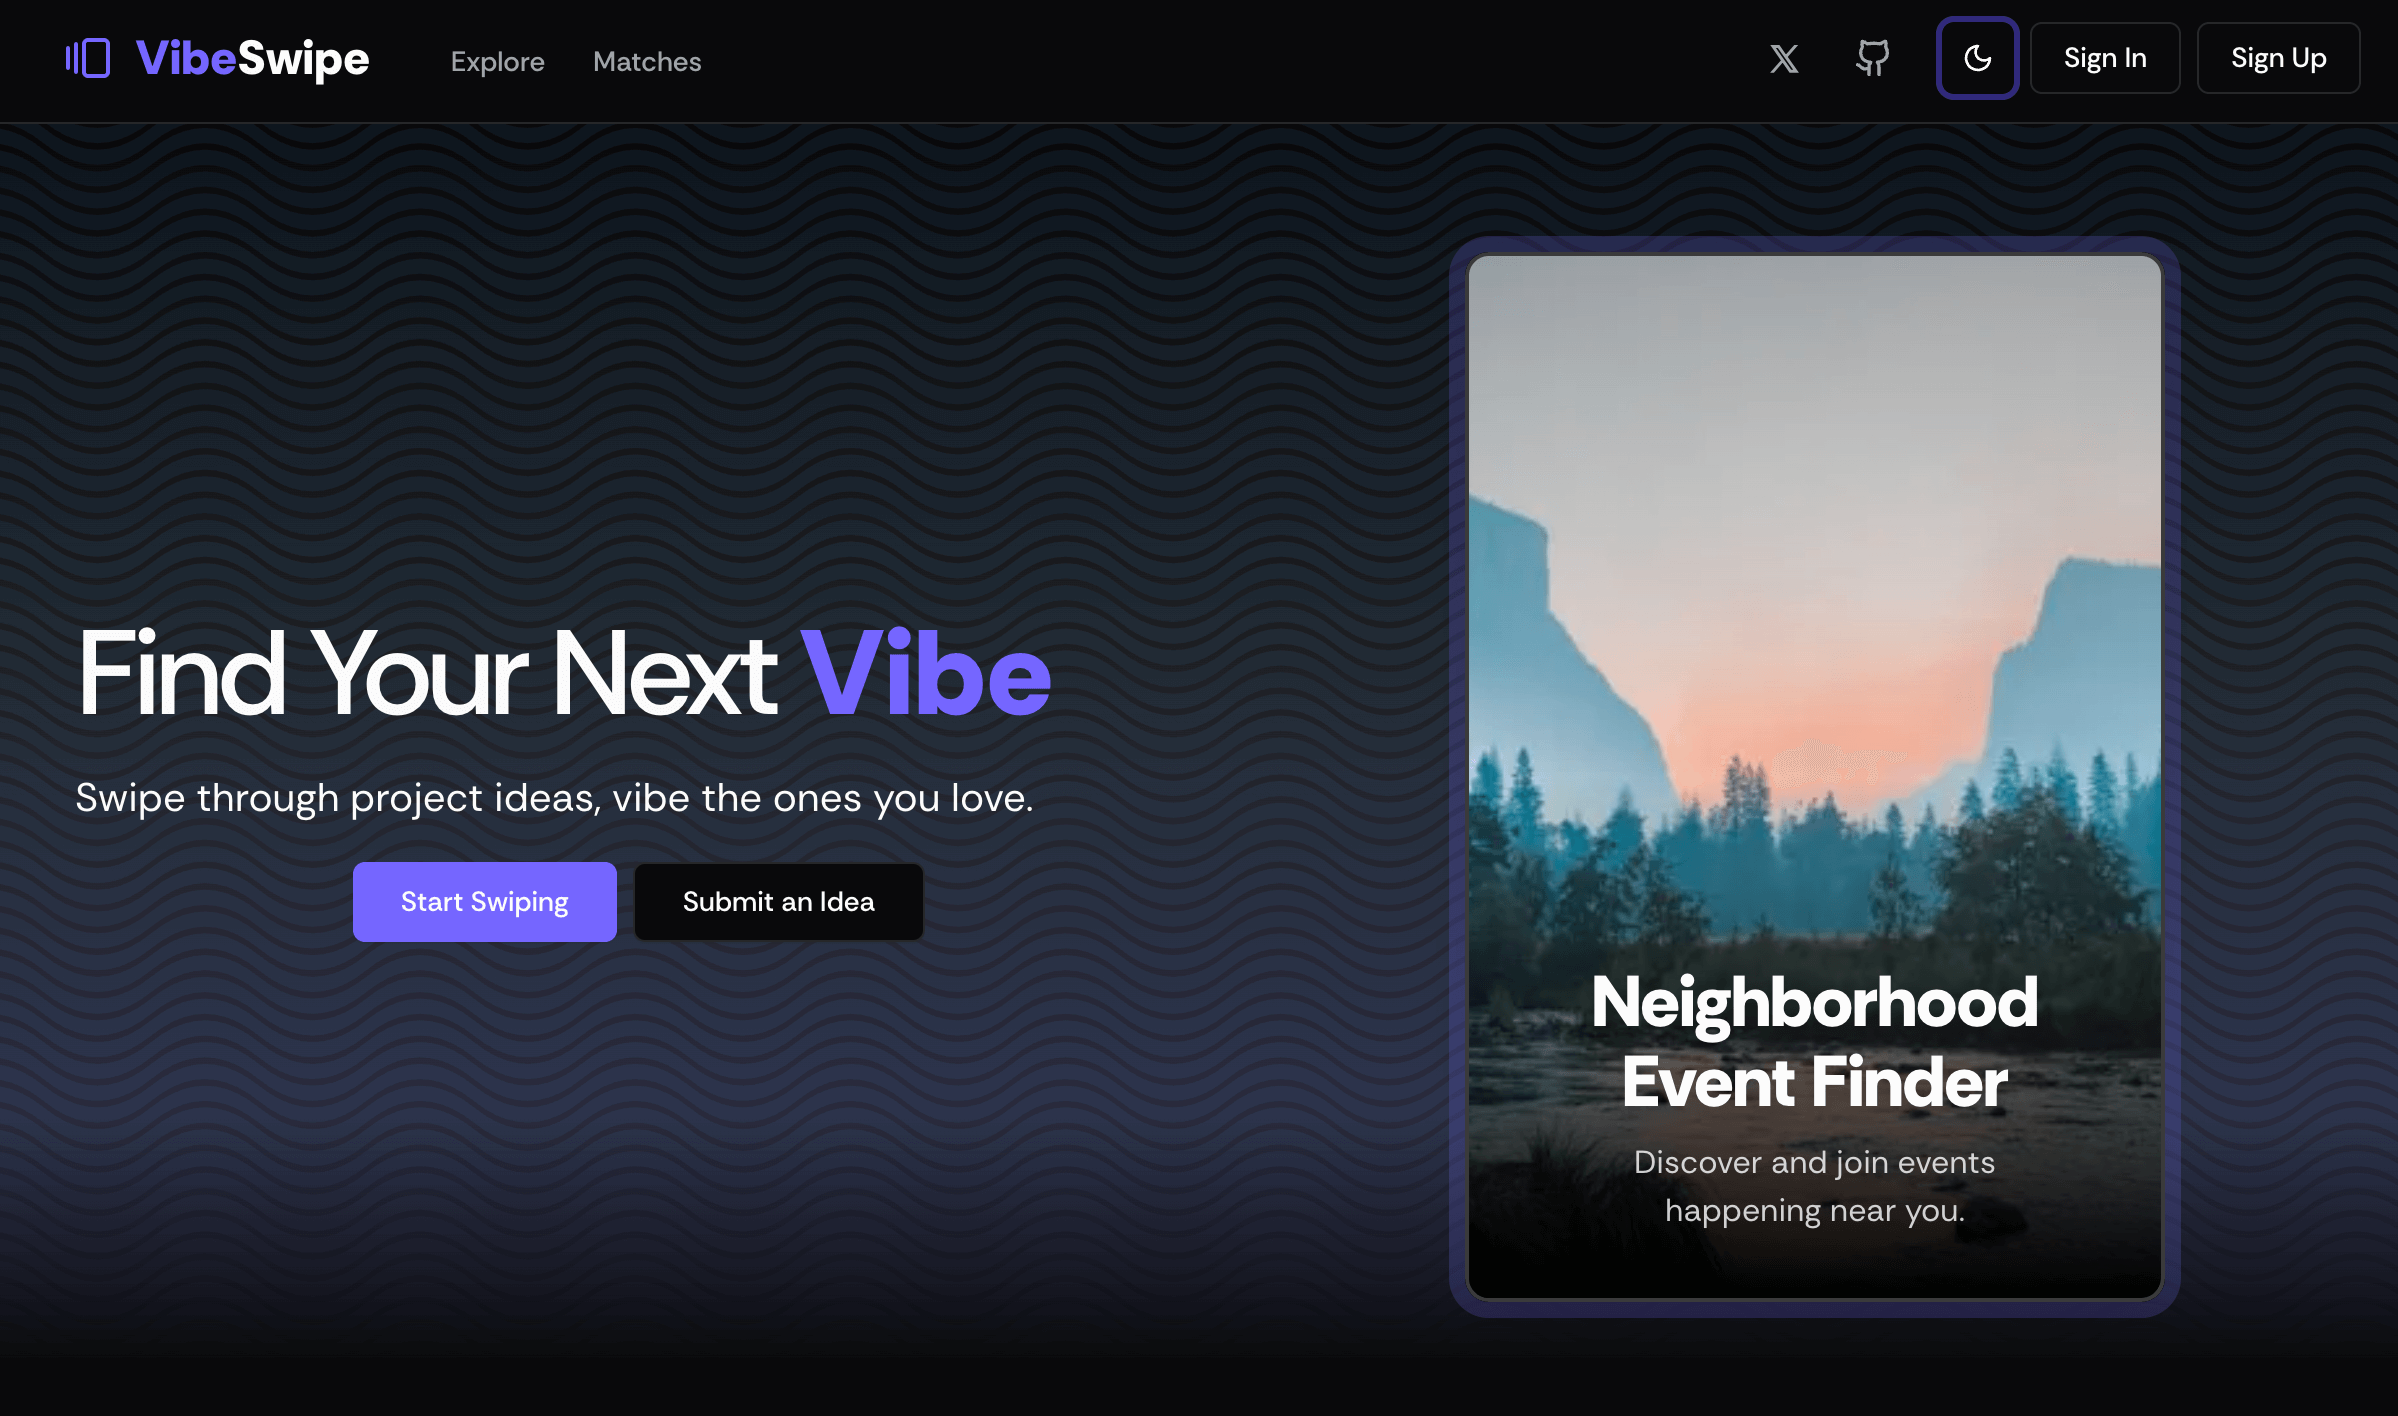 VibeSwipe
Explore
Matches
Sign In
Sign Up
Find Your Next Vibe
Swipe through project ideas, vibe the ones you love.
Start Swiping
Submit an Idea
Neighborhood
Event Finder
Discover and join events
happening near you.